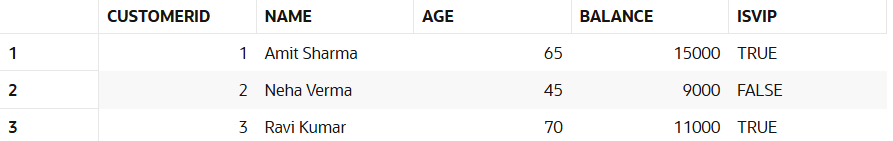 CUSTOMERID NAME AGE BALANCE ISVIP
1 1 Amit Sharma 65 15000 TRUE
2 2 Neha Verma 45 9000 FALSE
3 3 Ravi Kumar 70 11000 TRUE